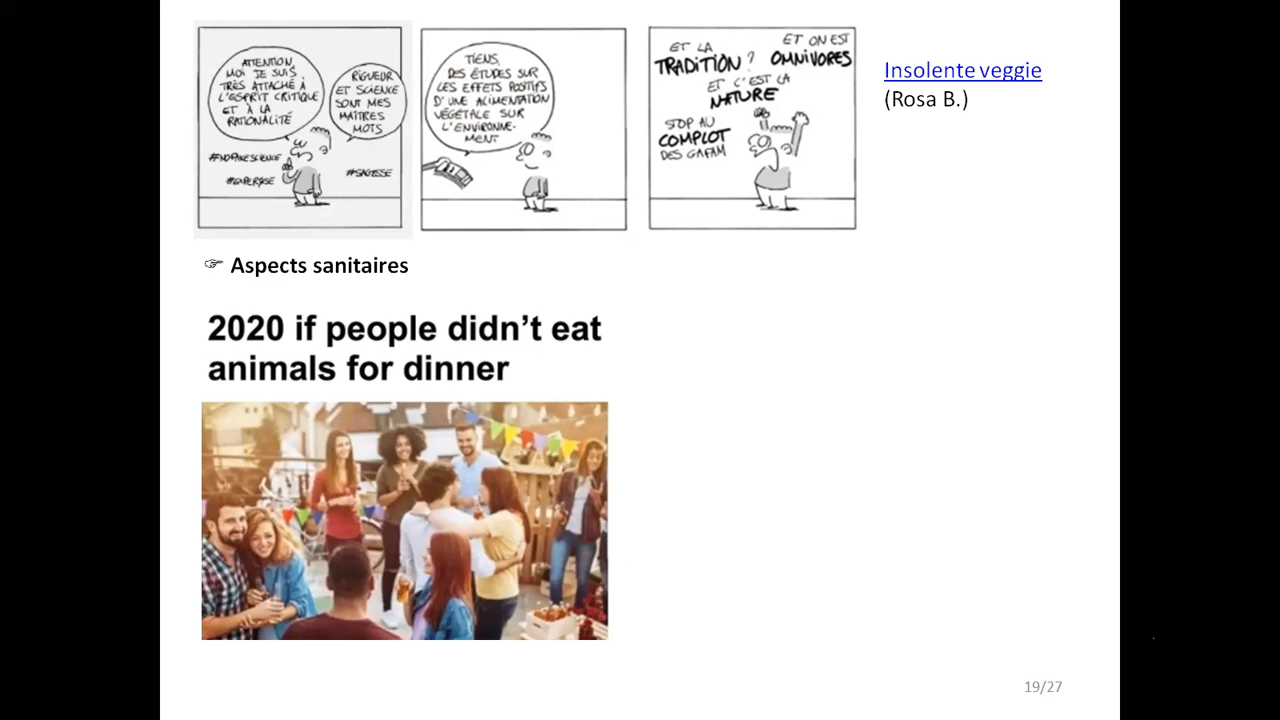 ATTENTION,
MOI JE SUIS
TRÈS ATTACHÉ À
L'ESPRIT CRITIQUE
ET À LA
RATIONALITÉ
RIGUEUR
ET SCIENCE
SONT MES
MAÎTRES
MOTS
#NOFAKESCIENCE
#EXPERTISE
#SAGESSE
TIENS,
DES ÉTUDES SUR
LES EFFETS POSITIFS
D'UNE ALIMENTATION
VÉGÉTALE SUR
L'ENVIRONNE-
MENT
ET LA
TRADITION ?
ET ON EST
OMNIVORES
ET C'EST LA
NATURE
STOP AU
COMPLOT
DES GAFAM
Insolente veggie
(Rosa B.)
☞ Aspects sanitaires
2020 if people didn't eat
animals for dinner
19/27